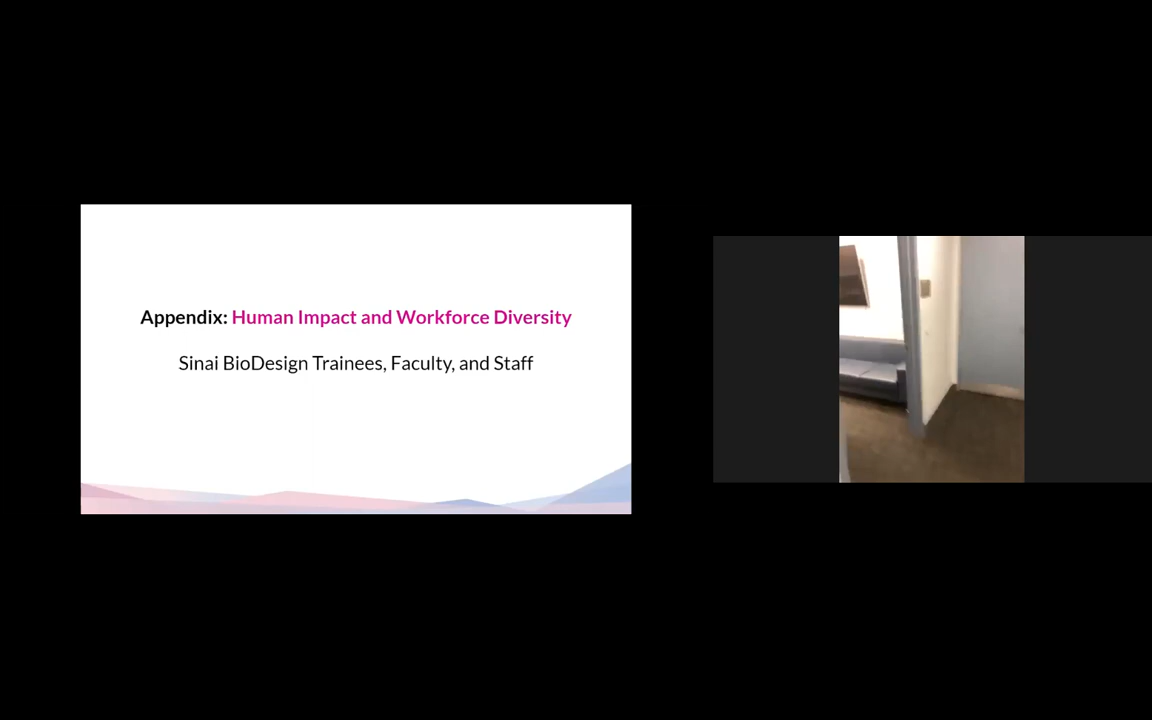 Appendix: Human Impact and Workforce Diversity
Sinai BioDesign Trainees, Faculty, and Staff